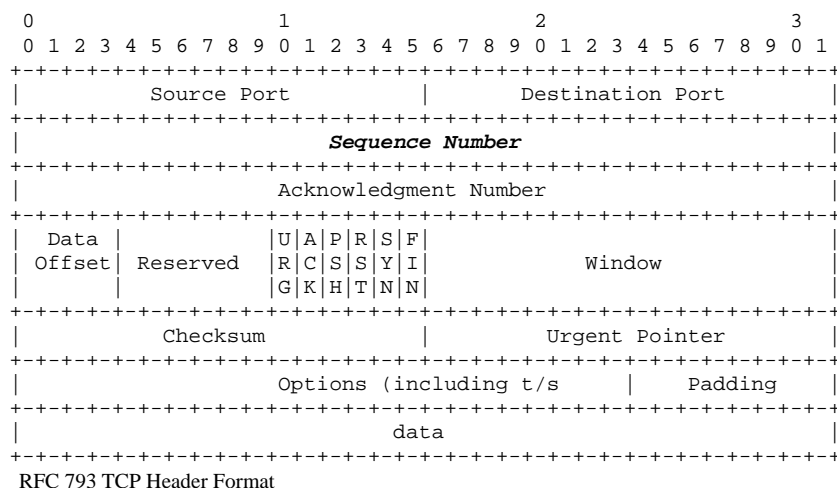 0                   1                   2                   3
0 1 2 3 4 5 6 7 8 9 0 1 2 3 4 5 6 7 8 9 0 1 2 3 4 5 6 7 8 9 0 1
+-+-+-+-+-+-+-+-+-+-+-+-+-+-+-+-+-+-+-+-+-+-+-+-+-+-+-+-+-+-+-+-+
| Source Port | Destination Port |
+-+-+-+-+-+-+-+-+-+-+-+-+-+-+-+-+-+-+-+-+-+-+-+-+-+-+-+-+-+-+-+-+
| Sequence Number |
+-+-+-+-+-+-+-+-+-+-+-+-+-+-+-+-+-+-+-+-+-+-+-+-+-+-+-+-+-+-+-+-+
| Acknowledgment Number |
+-+-+-+-+-+-+-+-+-+-+-+-+-+-+-+-+-+-+-+-+-+-+-+-+-+-+-+-+-+-+-+-+
| Data | |U|A|P|R|S|F| |
| Offset| Reserved |R|C|S|S|Y|I| Window |
| | |G|K|H|T|N|N| |
+-+-+-+-+-+-+-+-+-+-+-+-+-+-+-+-+-+-+-+-+-+-+-+-+-+-+-+-+-+-+-+-+
| Checksum | Urgent Pointer |
+-+-+-+-+-+-+-+-+-+-+-+-+-+-+-+-+-+-+-+-+-+-+-+-+-+-+-+-+-+-+-+-+
| Options (including t/s | Padding |
+-+-+-+-+-+-+-+-+-+-+-+-+-+-+-+-+-+-+-+-+-+-+-+-+-+-+-+-+-+-+-+-+
| data |
+-+-+-+-+-+-+-+-+-+-+-+-+-+-+-+-+-+-+-+-+-+-+-+-+-+-+-+-+-+-+-+-+
RFC 793 TCP Header Format